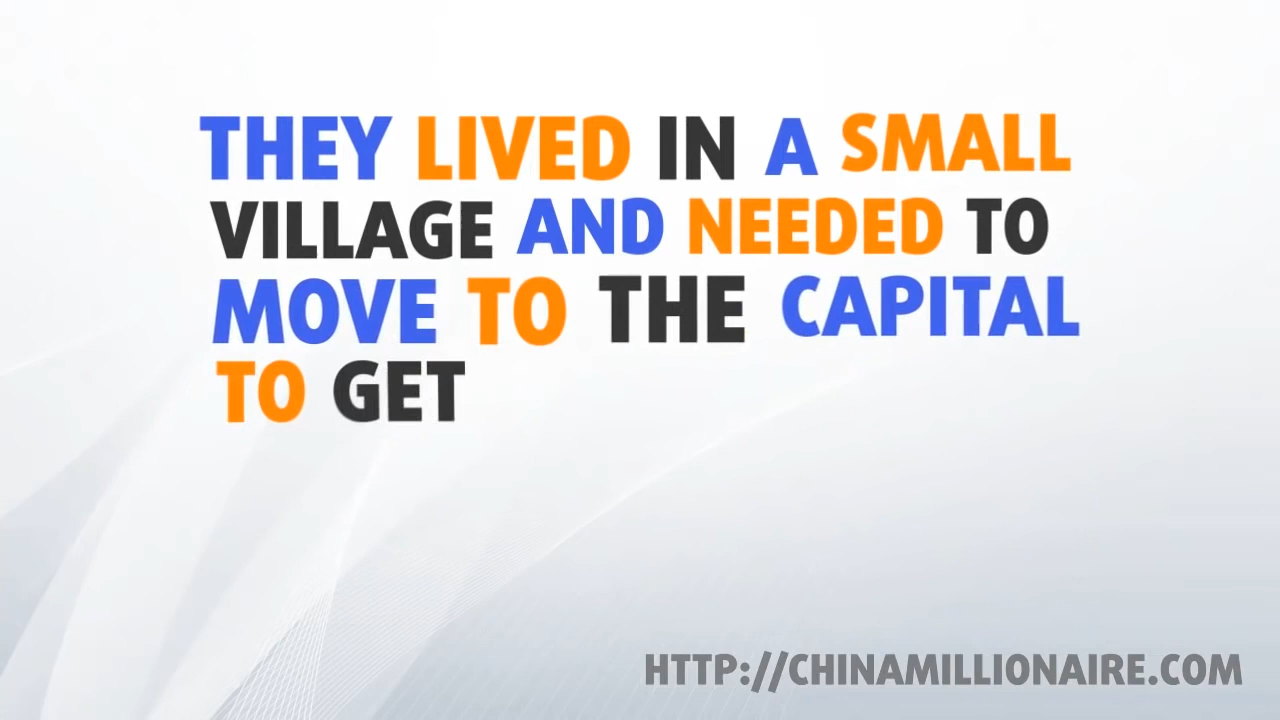 THEY LIVED IN A SMALL
VILLAGE AND NEEDED TO
MOVE TO THE CAPITAL
TO GET
HTTP://CHINAMILLIONAIRE.COM